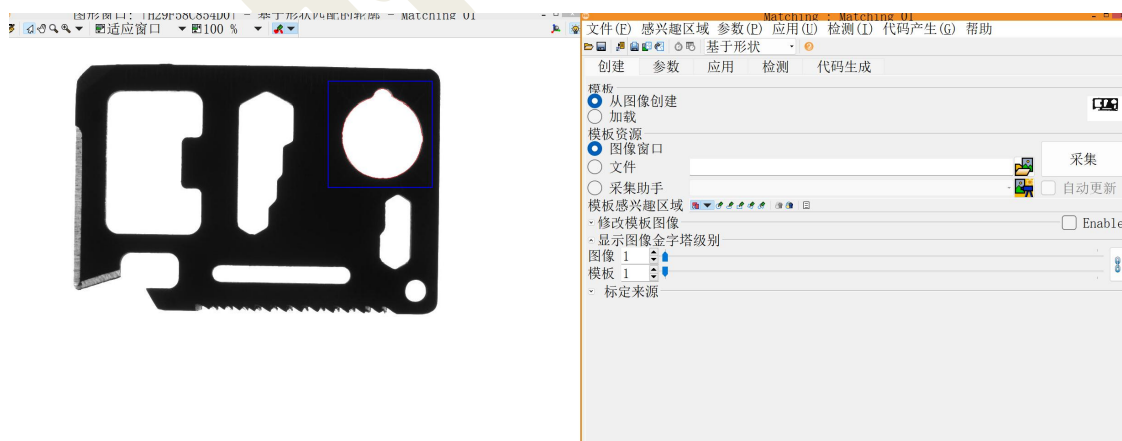 图形窗口: [H29F58C854D0] - 基于形状匹配的轮廓 - Matching UI
适应窗口 100 %
Matching : Matching UI
文件(F) 感兴趣区域 参数(P) 应用(U) 检测(I) 代码产生(G) 帮助
基于形状
创建 参数 应用 检测 代码生成
模板
从图像创建
加载
模板资源
图像窗口
文件
采集
采集助手
自动更新
模板感兴趣区域
修改模板图像 Enable
显示图像金字塔级别
图像 1
模板 1
标定来源